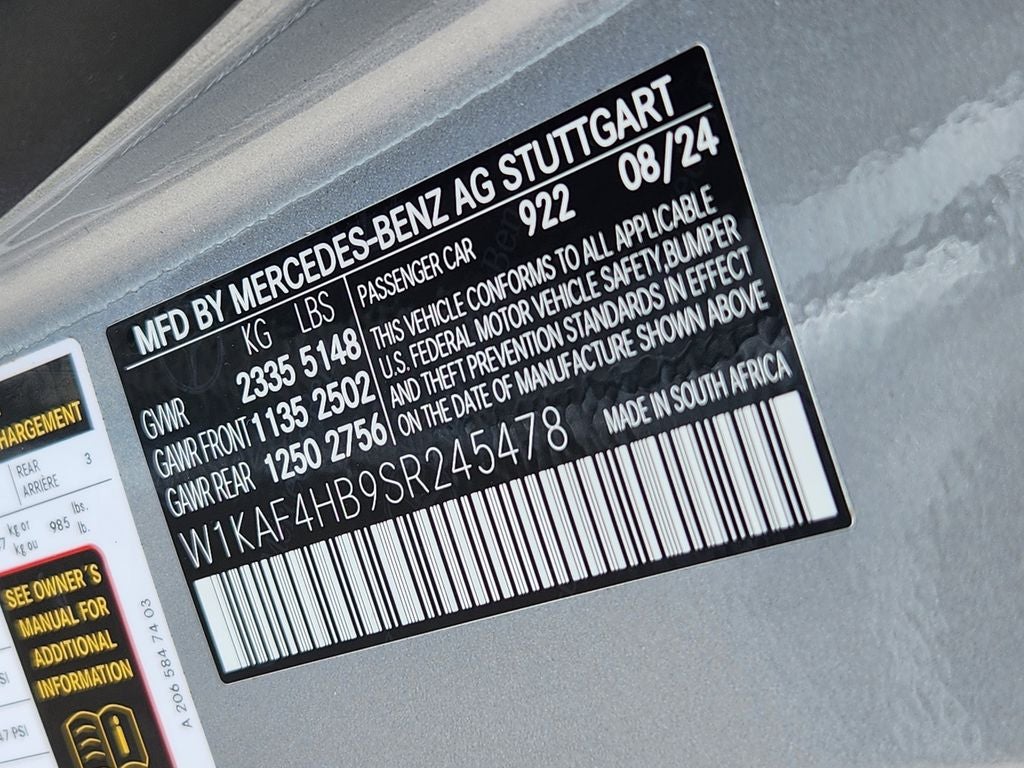 MFD BY MERCEDES-BENZ AG STUTTGART
KG LBS
GVWR 2335 5148
GAWR FRONT 1135 2502
GAWR REAR 1250 2756
PASSENGER CAR 922 08/24
THIS VEHICLE CONFORMS TO ALL APPLICABLE
U.S. FEDERAL MOTOR VEHICLE SAFETY,BUMPER
AND THEFT PREVENTION STANDARDS IN EFFECT
ON THE DATE OF MANUFACTURE SHOWN ABOVE
W1KAF4HB9SR245478 MADE IN SOUTH AFRICA
HARGEMENT
REAR 3
ARRIÈRE
kg or 985 lbs.
kg ou lb.
SEE OWNER´S
MANUAL FOR
ADDITIONAL
INFORMATION
PSI
A 206 584 74 03